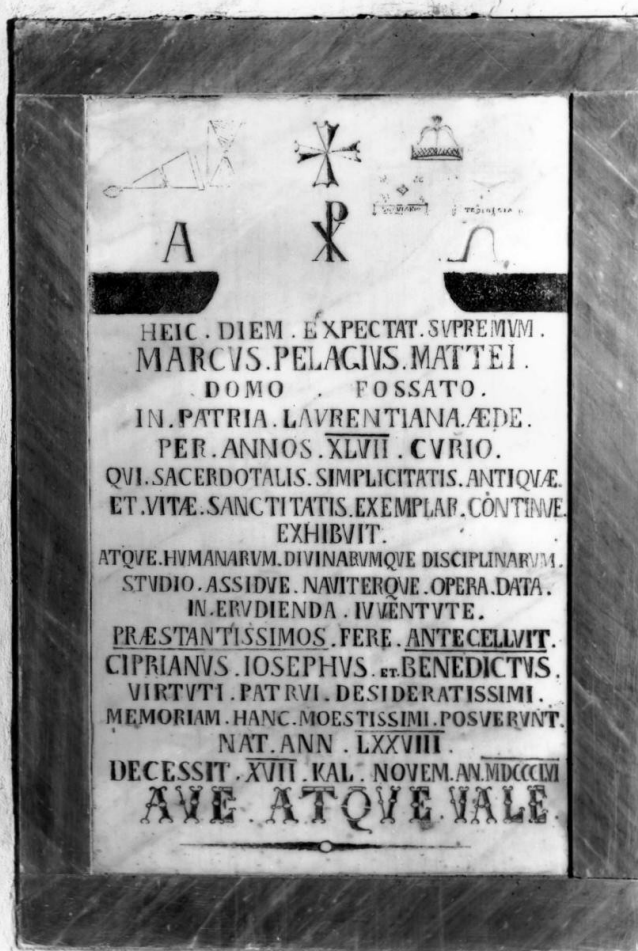 A ☧ Ω
HEIC . DIEM . EXPECTAT . SVPREMVM .
MARCVS . PELAGIVS . MATTEI .
DOMO . FOSSATO .
IN . PATRIA . LAVRENTIANA . ÆDE .
PER . ANNOS . XLVII . CVRIO .
QVI . SACERDOTALIS . SIMPLICITATIS . ANTIQVÆ .
ET . VITÆ . SANCTITATIS . EXEMPLAR . CONTINVE .
EXHIBVIT .
ATQVE . HVMANARVM . DIVINARVMQVE DISCIPLINARVM .
STVDIO . ASSIDVE . NAVITERQVE . OPERA . DATA .
IN . ERVDIENDA . IVVENTVTE .
PRÆSTANTISSIMOS . FERE . ANTECELLVIT .
CIPRIANVS . IOSEPHVS . ET . BENEDICTVS .
VIRTVTI . PATRVI . DESIDERATISSIMI .
MEMORIAM . HANC . MOESTISSIMI . POSVERVNT .
NAT . ANN . LXXVIII .
DECESSIT . XVII . KAL . NOVEM . AN . MDCCCLVI
AVE . ATQVE . VALE .